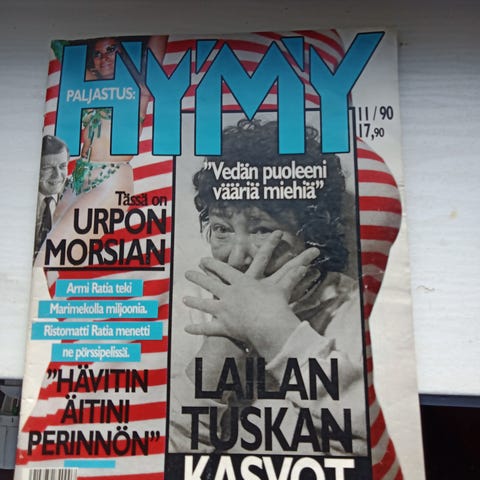 HYMY
PALJASTUS:
11/90
17,90
"Vedän puoleeni
vääriä miehiä"
Tässä on
URPON
MORSIAN
Armi Ratia teki
Marimekolla miljoonia.
Ristomatti Ratia menetti
ne pörssipelissä.
"HÄVITIN
ÄITINI
PERINNÖN"
LAILAN
TUSKAN
KASVOT